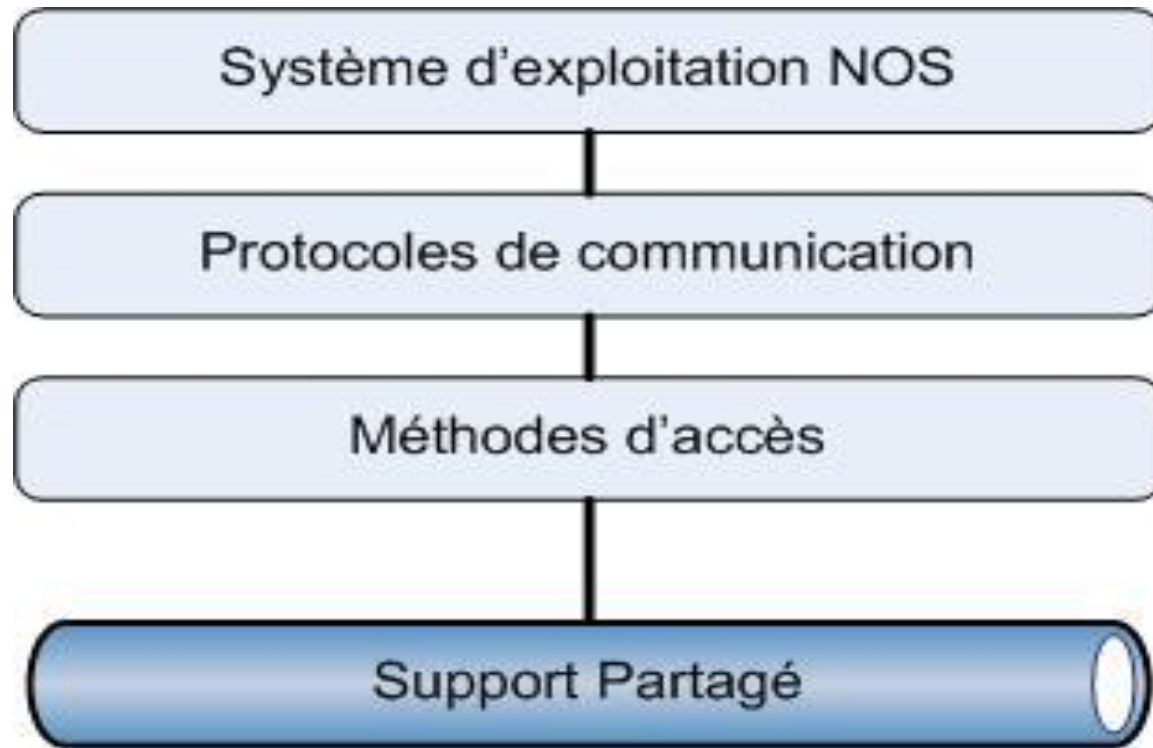 Système d'exploitation NOS
Protocoles de communication
Méthodes d'accès
Support Partagé